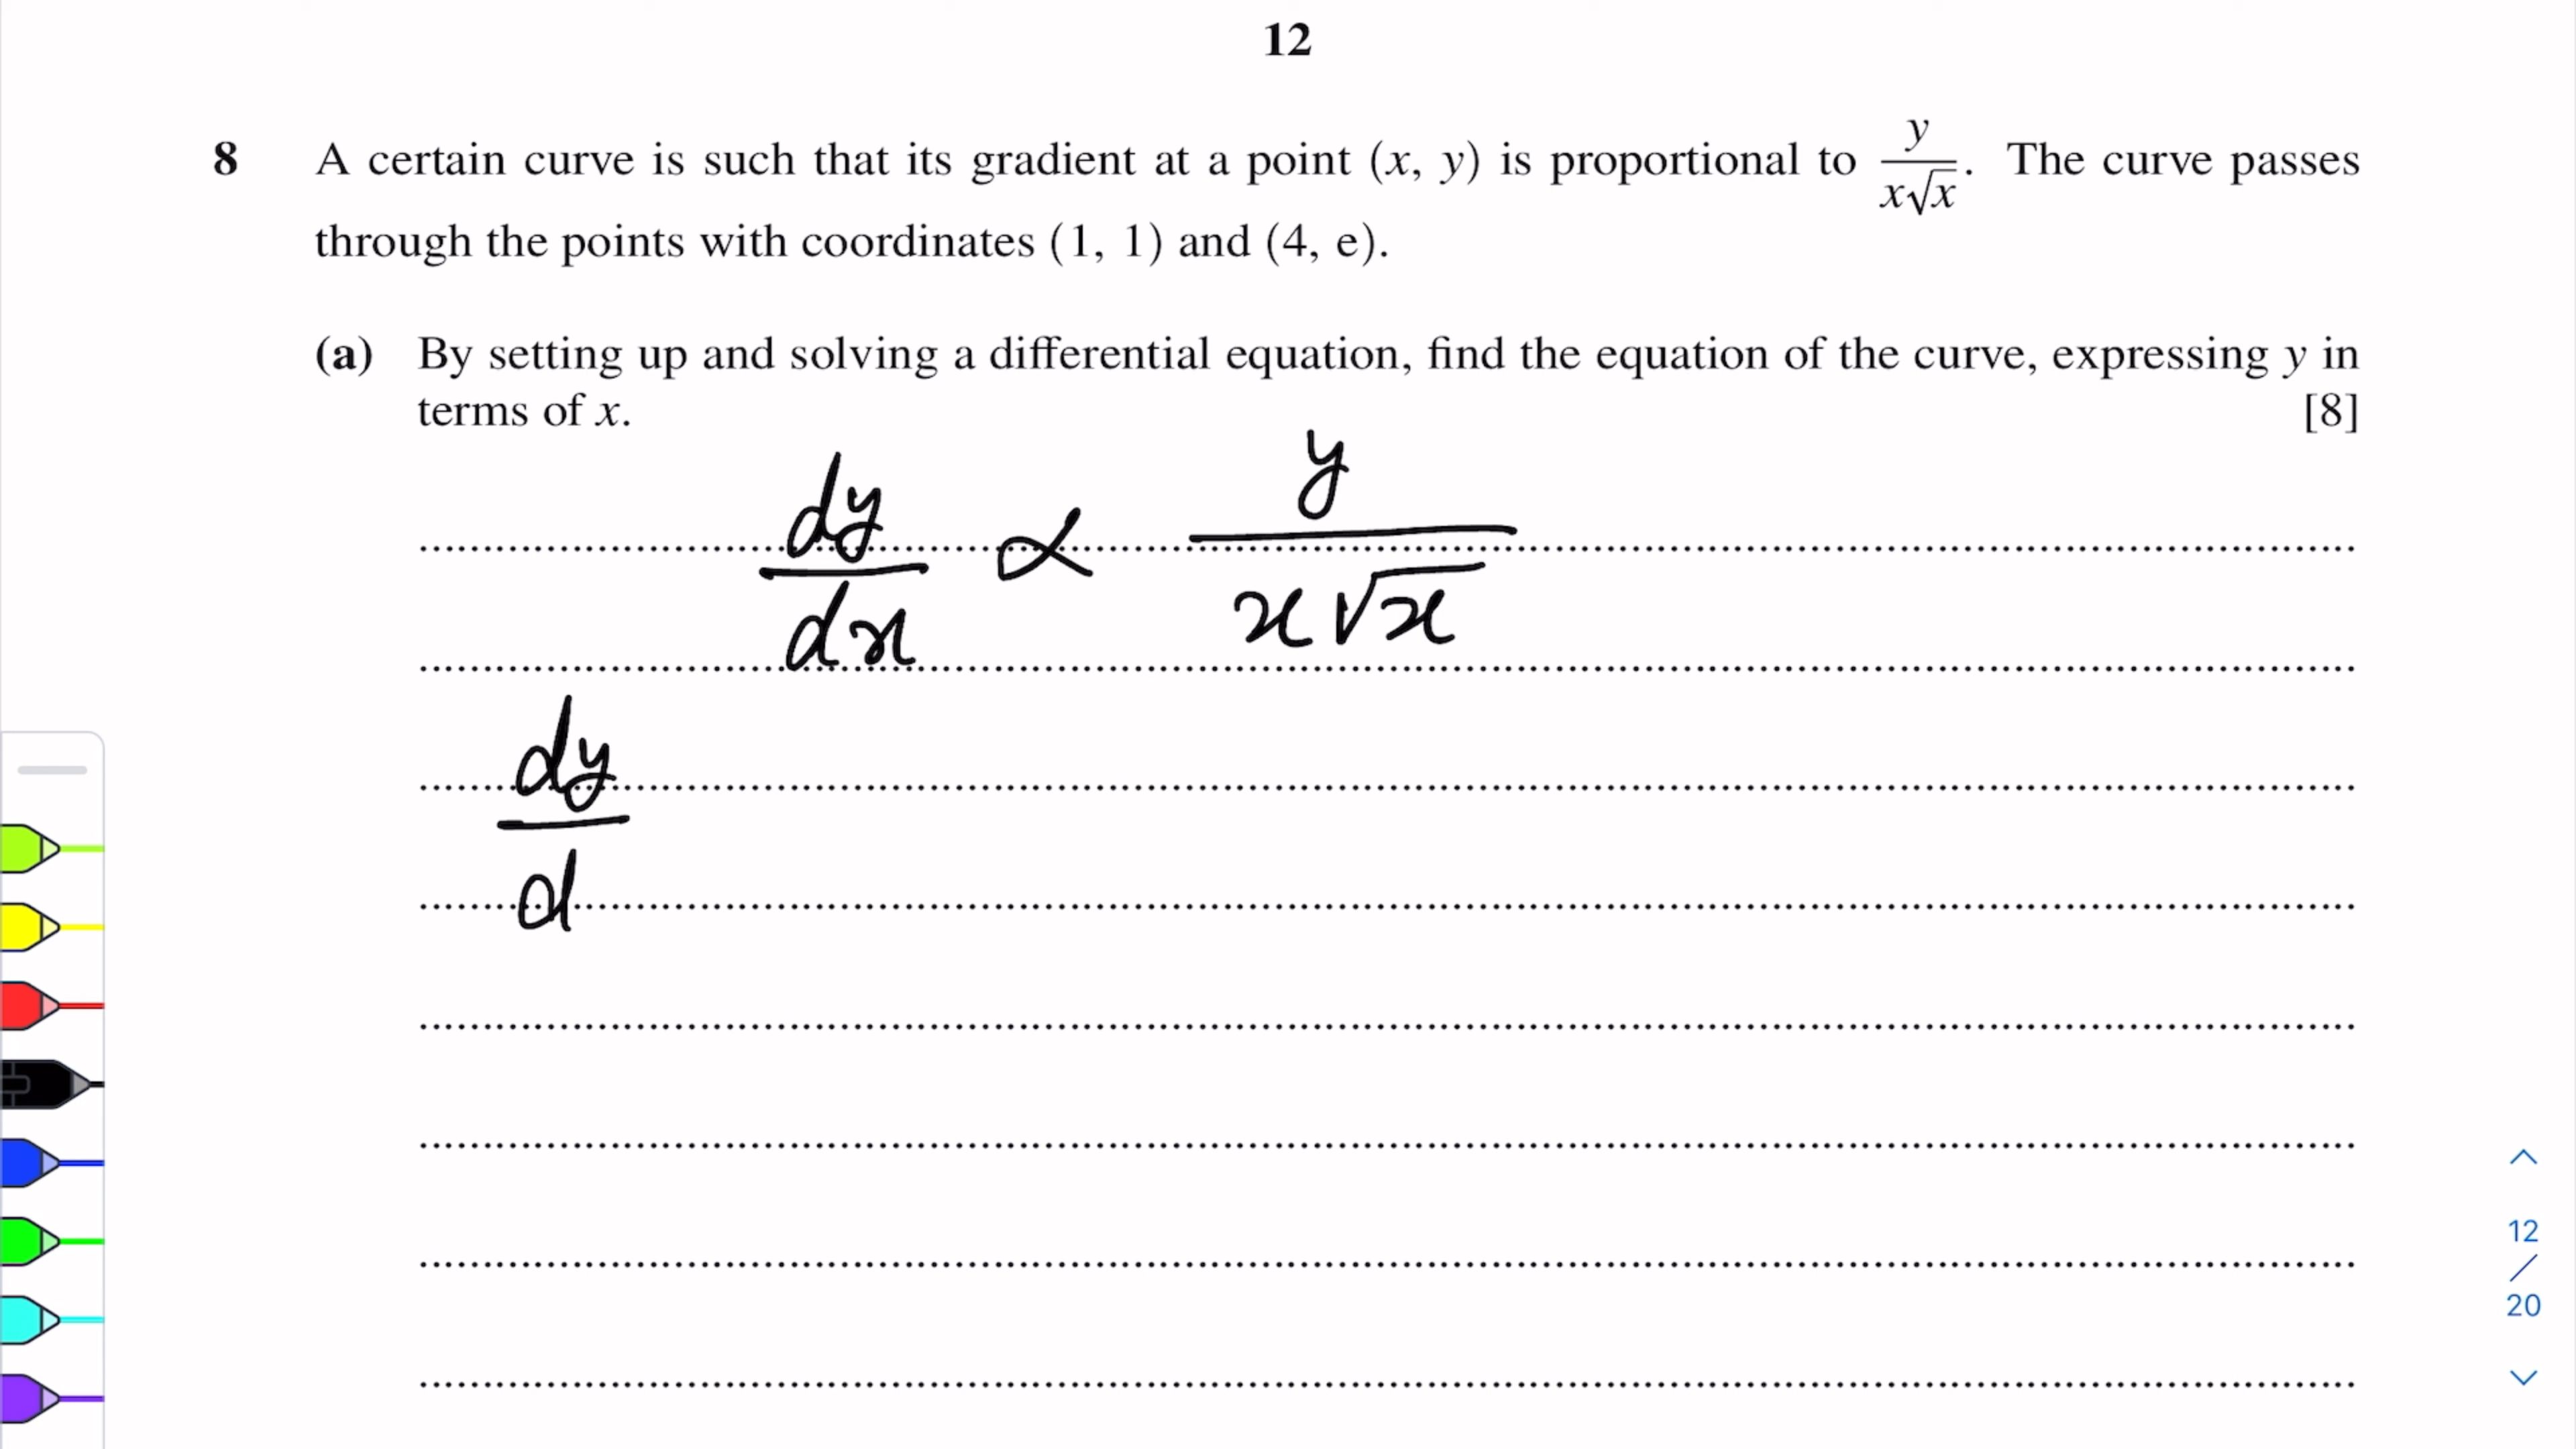 12
8 A certain curve is such that its gradient at a point (x, y) is proportional to y/(x√x). The curve passes
through the points with coordinates (1, 1) and (4, e).
(a) By setting up and solving a differential equation, find the equation of the curve, expressing y in
terms of x. [8]
dy/dx ∝ y/(x√x)
dy/d
12
/
20